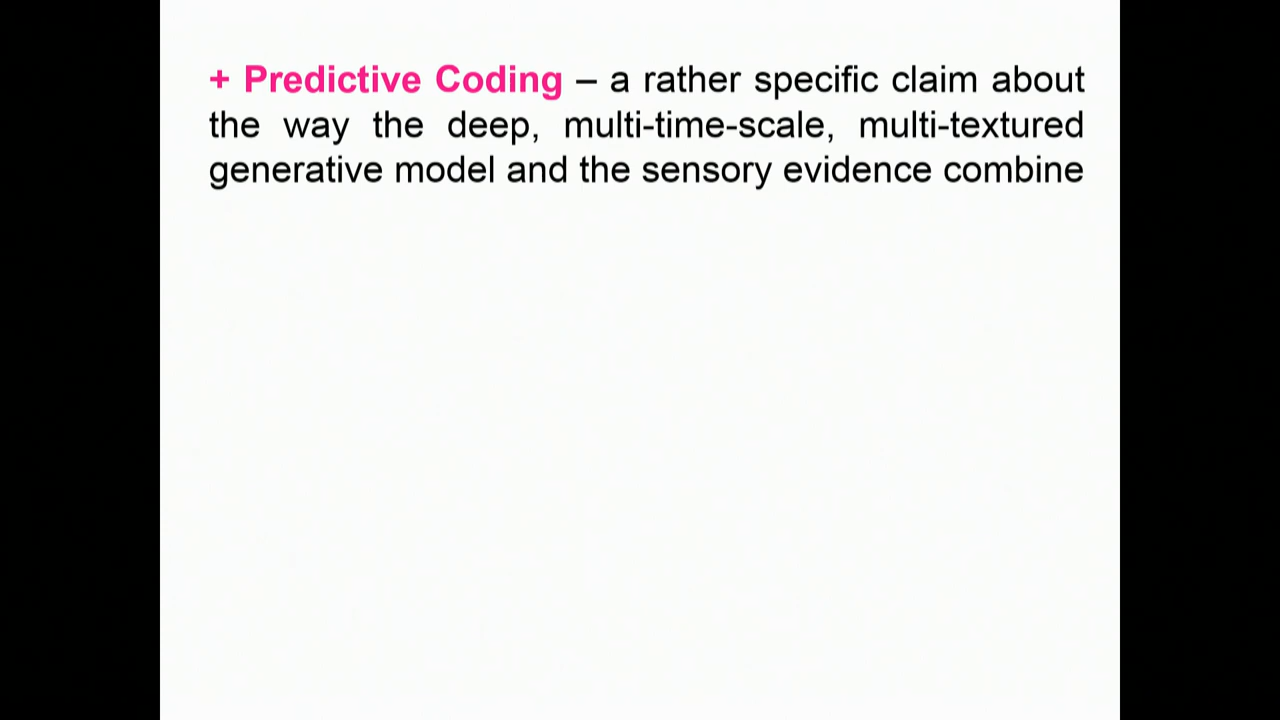 + Predictive Coding – a rather specific claim about
the way the deep, multi-time-scale, multi-textured
generative model and the sensory evidence combine